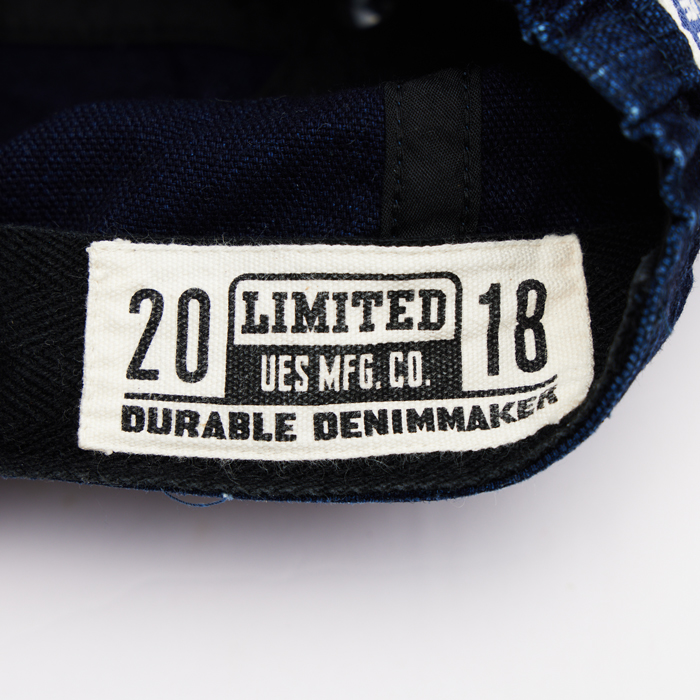 20 LIMITED 18
UES MFG. CO.
DURABLE DENIMMAKER